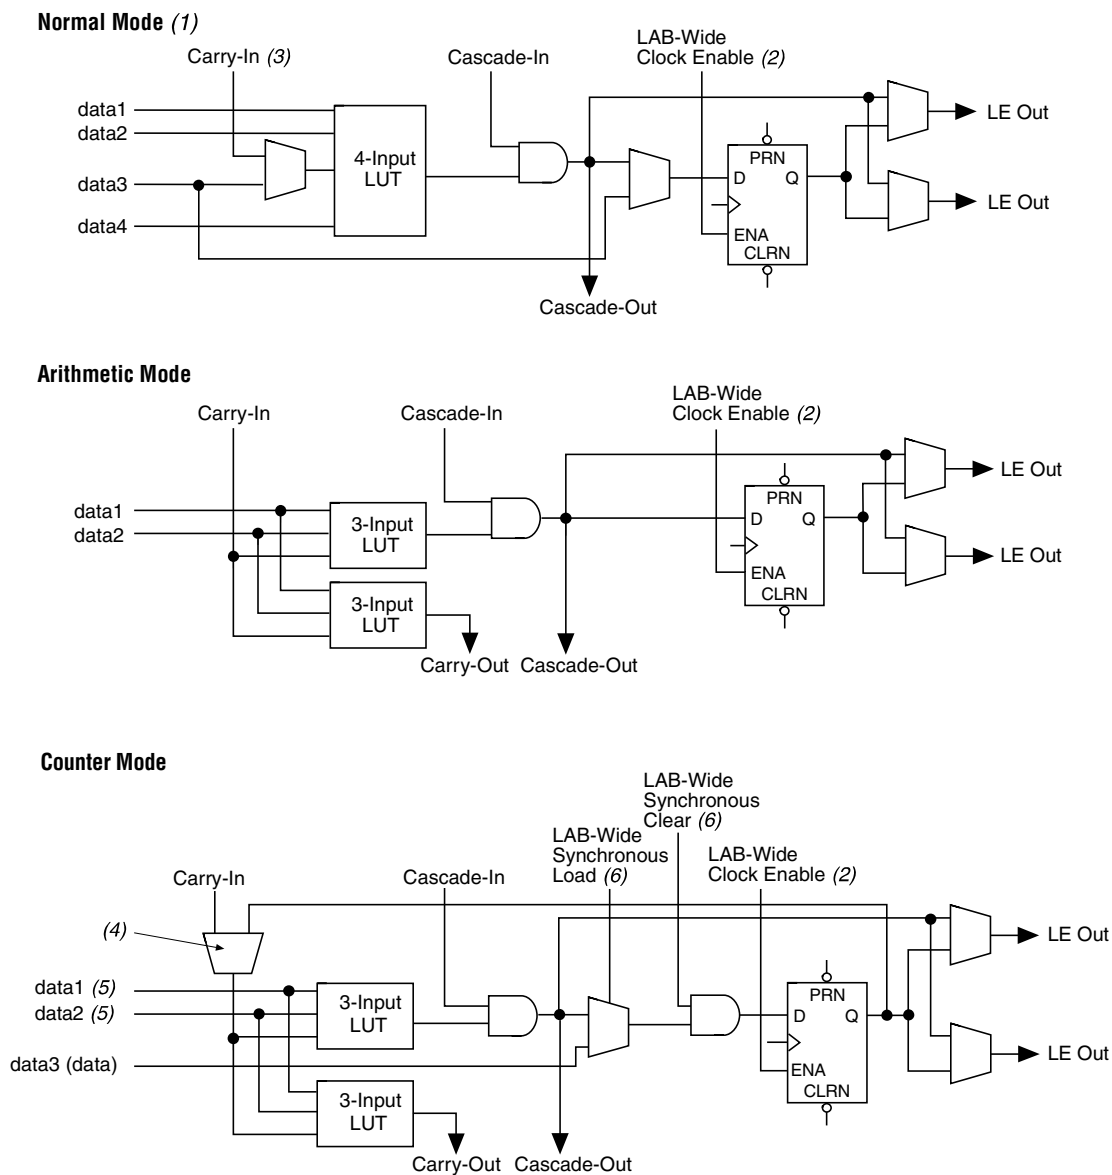 Normal Mode (1)
Carry-In (3)
Cascade-In
LAB-Wide
Clock Enable (2)
data1
data2
data3
data4
4-Input
LUT
PRN
D
Q
ENA
CLRN
LE Out
LE Out
Cascade-Out
Arithmetic Mode
Carry-In
Cascade-In
LAB-Wide
Clock Enable (2)
data1
data2
3-Input
LUT
3-Input
LUT
PRN
D
Q
ENA
CLRN
LE Out
LE Out
Carry-Out
Cascade-Out
Counter Mode
Carry-In
Cascade-In
LAB-Wide
Synchronous
Load (6)
LAB-Wide
Synchronous
Clear (6)
LAB-Wide
Clock Enable (2)
(4)
data1 (5)
data2 (5)
data3 (data)
3-Input
LUT
3-Input
LUT
PRN
D
Q
ENA
CLRN
LE Out
LE Out
Carry-Out
Cascade-Out